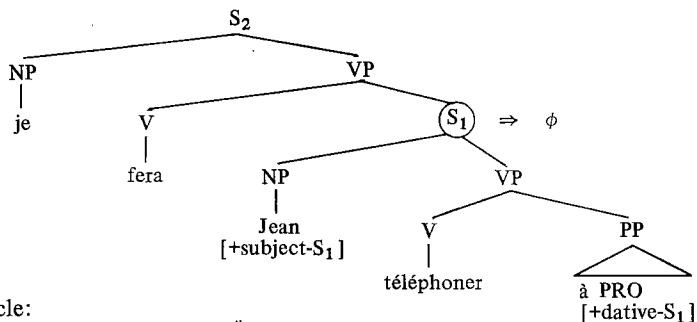 S₂
NP VP
je V S₁ ⇒ ϕ
fera NP VP
Jean V PP
[+subject-S₁]
téléphoner à PRO
cle: [+dative-S₁]